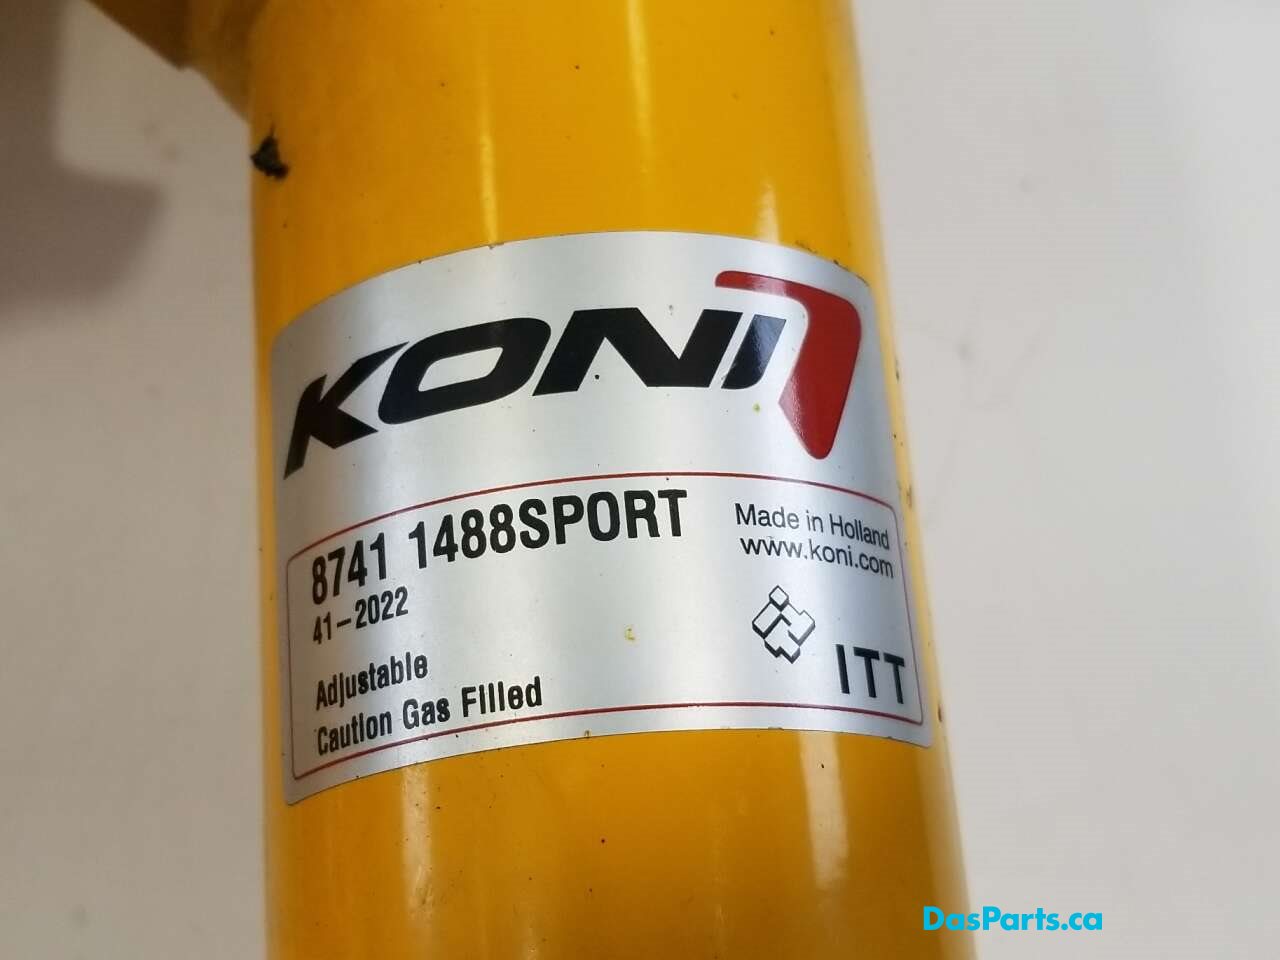 KONI
8741 1488SPORT
41-2022
Adjustable
Caution Gas Filled
Made in Holland
www.koni.com
ITT
DasParts.ca